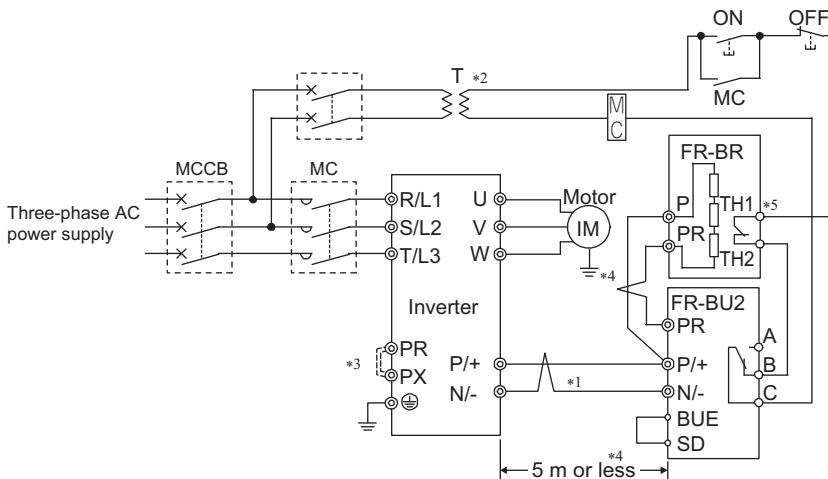 ON
OFF
T *2
MC
MC
FR-BR
MCCB
MC
Three-phase AC
power supply
R/L1
S/L2
T/L3
U
V
W
Motor
IM
P
PR
TH1
TH2
*5
*4
Inverter
FR-BU2
PR
PX
*3
P/+
N/-
*1
PR
P/+
N/-
BUE
SD
A
B
C
5 m or less *4